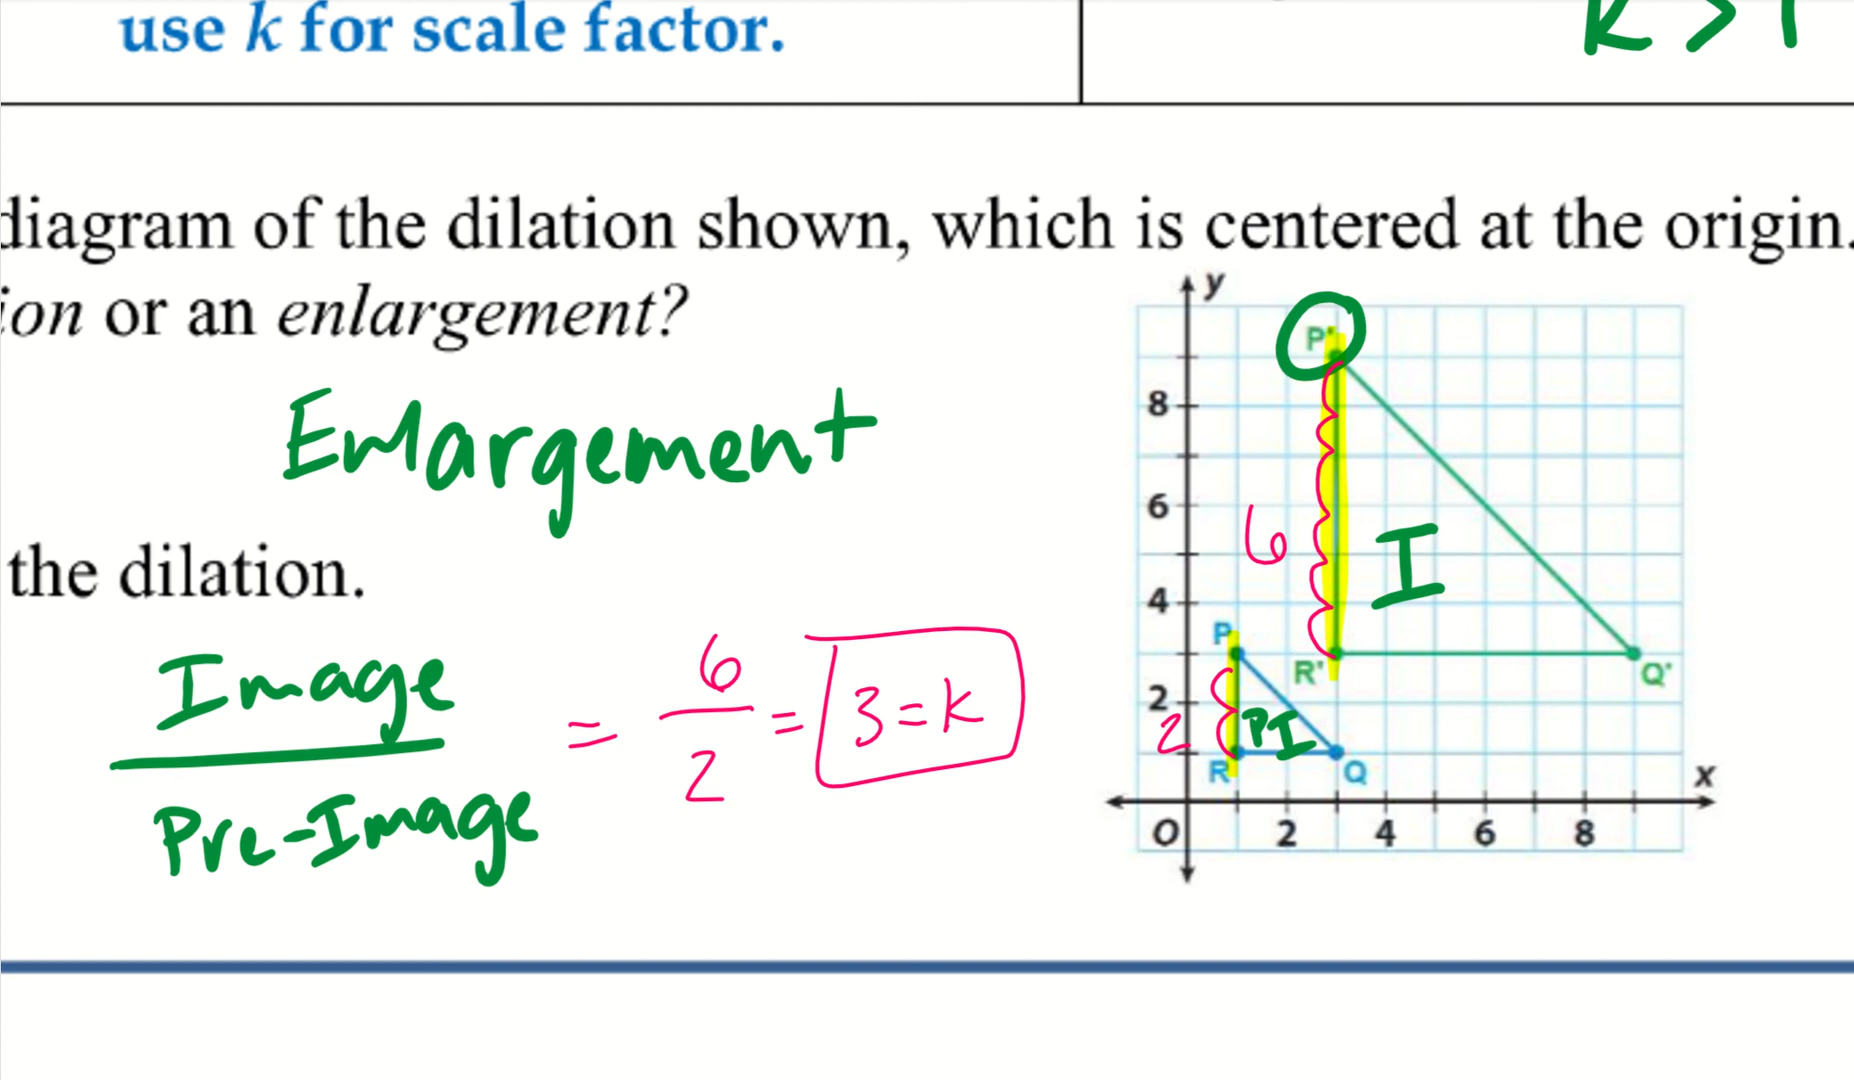 use k for scale factor.
k > 1
diagram of the dilation shown, which is centered at the origin.
ion or an enlargement?
Enlargement
the dilation.
Image / Pre-Image = 6 / 2 = 3 = k
y
P'
8
6
6
I
4
P
R'
Q'
2
2
PI
R
Q
x
O 2 4 6 8